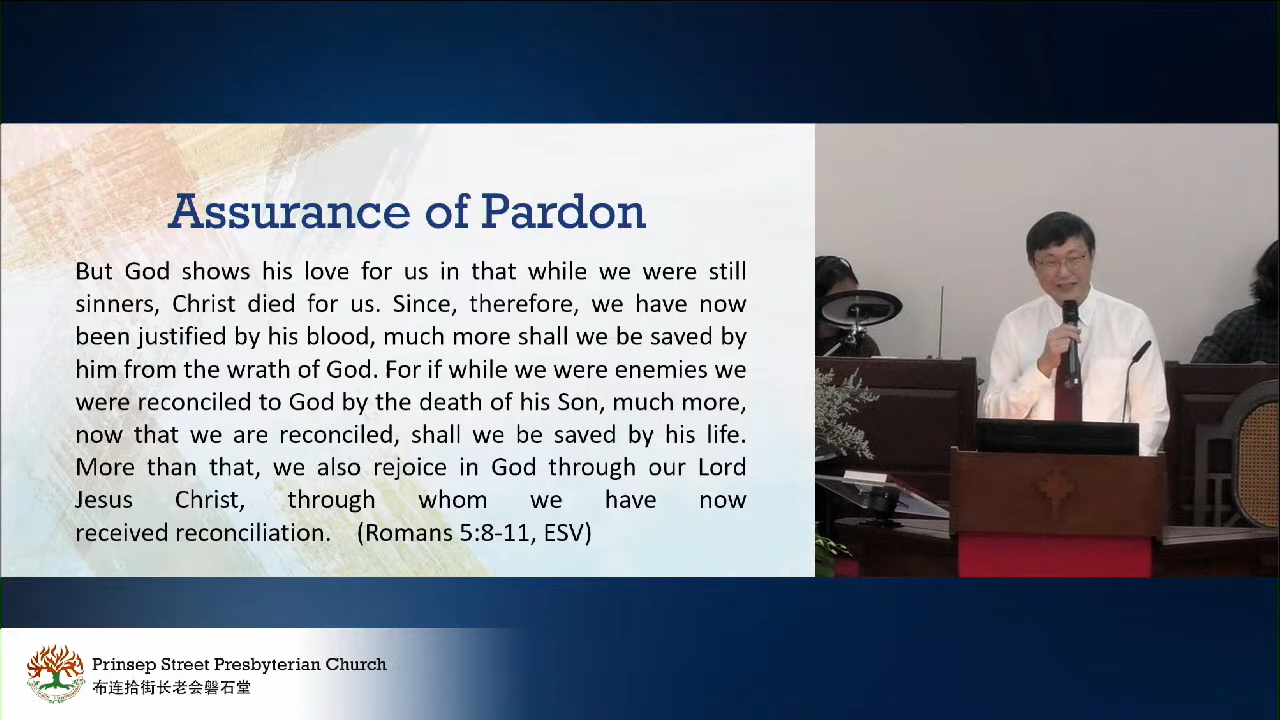 Assurance of Pardon
But God shows his love for us in that while we were still
sinners, Christ died for us. Since, therefore, we have now
been justified by his blood, much more shall we be saved by
him from the wrath of God. For if while we were enemies we
were reconciled to God by the death of his Son, much more,
now that we are reconciled, shall we be saved by his life.
More than that, we also rejoice in God through our Lord
Jesus Christ, through whom we have now
received reconciliation. (Romans 5:8-11, ESV)
Prinsep Street Presbyterian Church
布连拾街长老会磐石堂